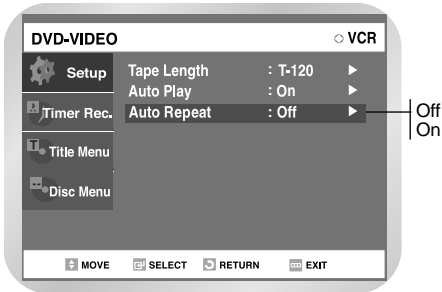 DVD-VIDEO VCR
Setup
Tape Length : T-120
Auto Play : On
Auto Repeat : Off
Off
On
Timer Rec.
Title Menu
Disc Menu
MOVE SELECT RETURN EXIT